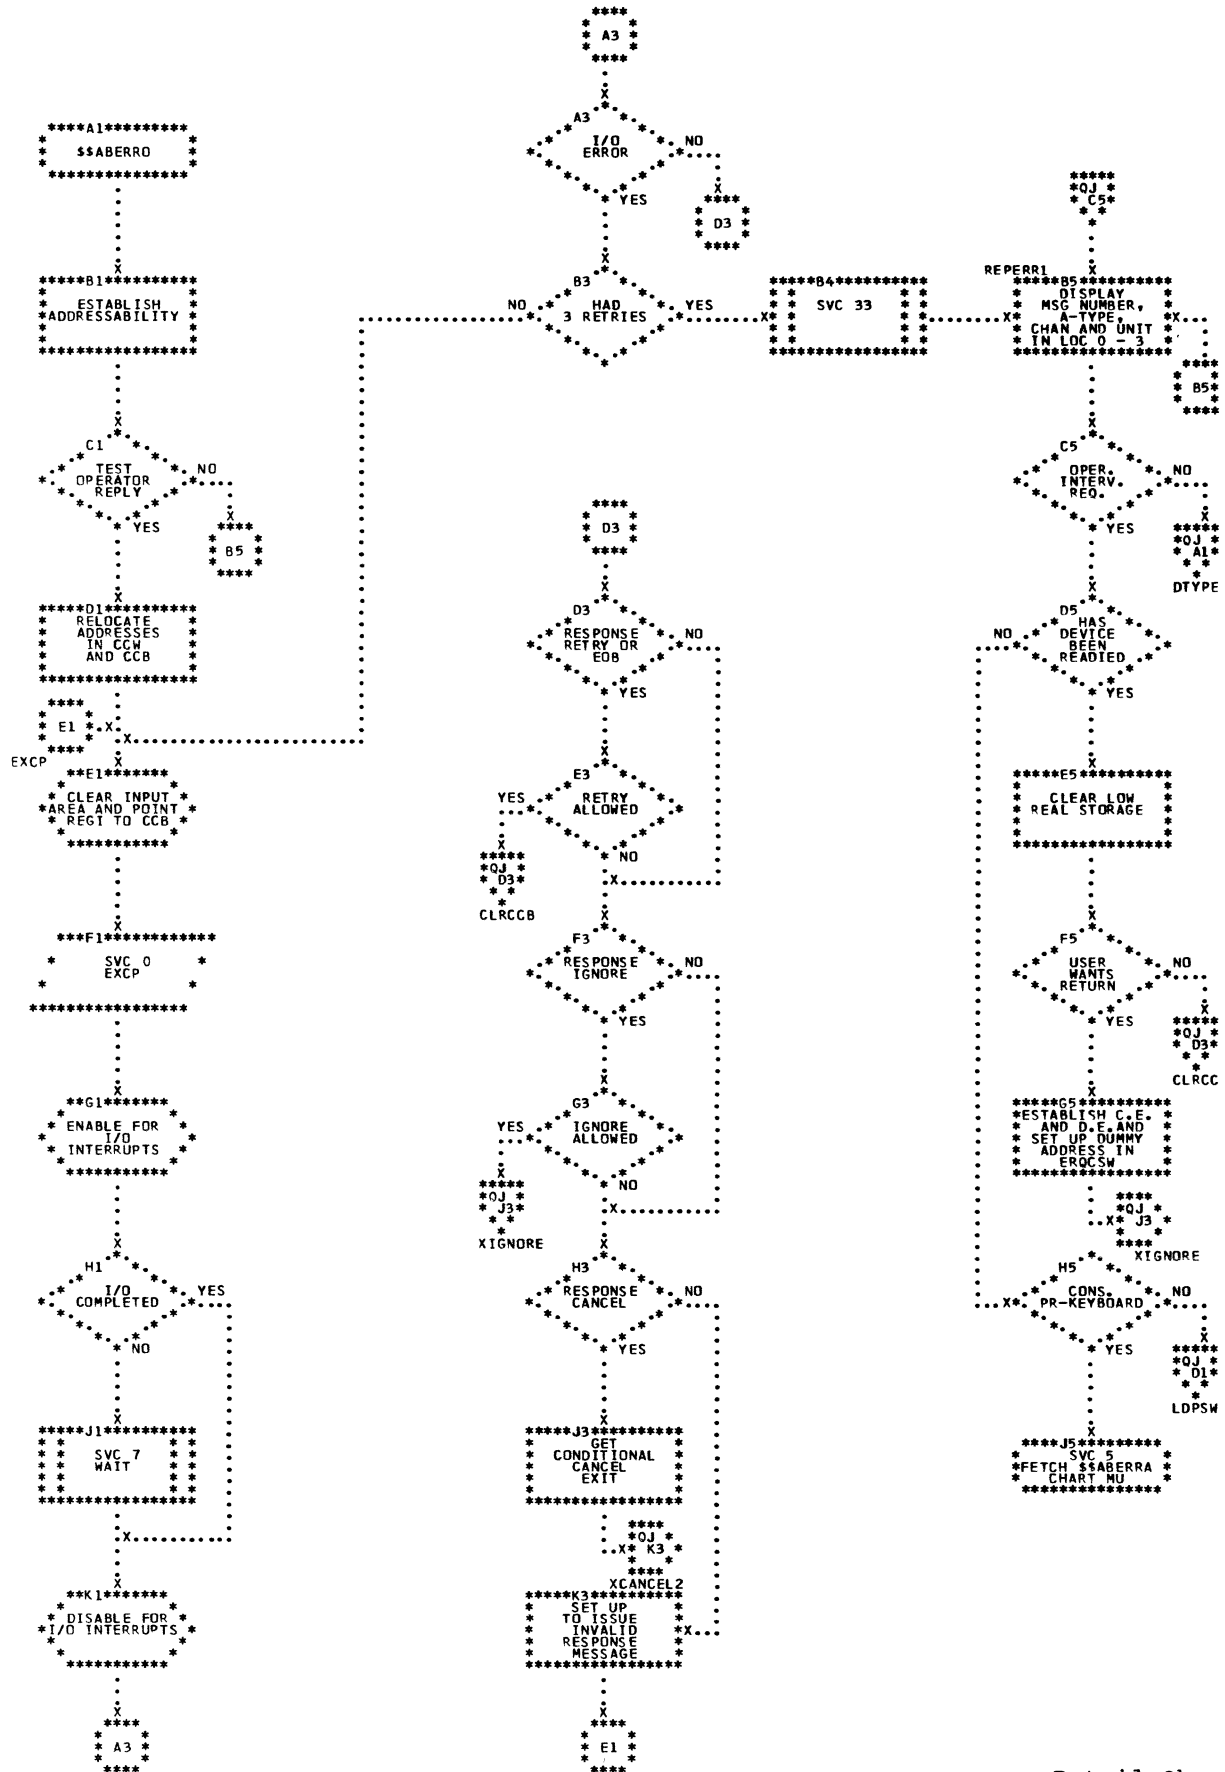 A3
A1
$$ABERRO
A3
I/O
ERROR
NO
YES
D3
QJ
C5
B1
ESTABLISH
ADDRESSABILITY
B3
HAD
3 RETRIES
NO
YES
B4
SVC 33
REPERR1
B5
DISPLAY
MSG NUMBER,
A-TYPE,
CHAN AND UNIT
IN LOC 0 - 3
B5
C1
TEST
OPERATOR
REPLY
NO
YES
B5
C5
OPER.
INTERV.
REQ.
NO
YES
QJ
A1
DTYPE
D3
D1
RELOCATE
ADDRESSES
IN CCW
AND CCB
D3
RESPONSE
RETRY OR
EOB
NO
YES
D5
HAS
DEVICE
BEEN
READIED
NO
YES
E1
EXCP
E1
CLEAR INPUT
AREA AND POINT
REG1 TO CCB
E3
RETRY
ALLOWED
YES
NO
QJ
D3
CLRCCB
E5
CLEAR LOW
REAL STORAGE
F1
SVC 0
EXCP
F3
RESPONSE
IGNORE
NO
YES
F5
USER
WANTS
RETURN
NO
YES
QJ
D3
CLRCC
G1
ENABLE FOR
I/O
INTERRUPTS
G3
IGNORE
ALLOWED
YES
NO
QJ
J3
XIGNORE
G5
ESTABLISH C.E.
AND D.E.AND
SET UP DUMMY
ADDRESS IN
ERQCSW
QJ
J3
XIGNORE
H1
I/O
COMPLETED
YES
NO
H3
RESPONSE
CANCEL
NO
YES
H5
CONS.
PR-KEYBOARD
NO
YES
QJ
D1
LDPSW
J1
SVC 7
WAIT
J3
GET
CONDITIONAL
CANCEL
EXIT
QJ
K3
XCANCEL2
J5
SVC 5
FETCH $$ABERRA
CHART MU
K1
DISABLE FOR
I/O INTERRUPTS
K3
SET UP
TO ISSUE
INVALID
RESPONSE
MESSAGE
A3
E1